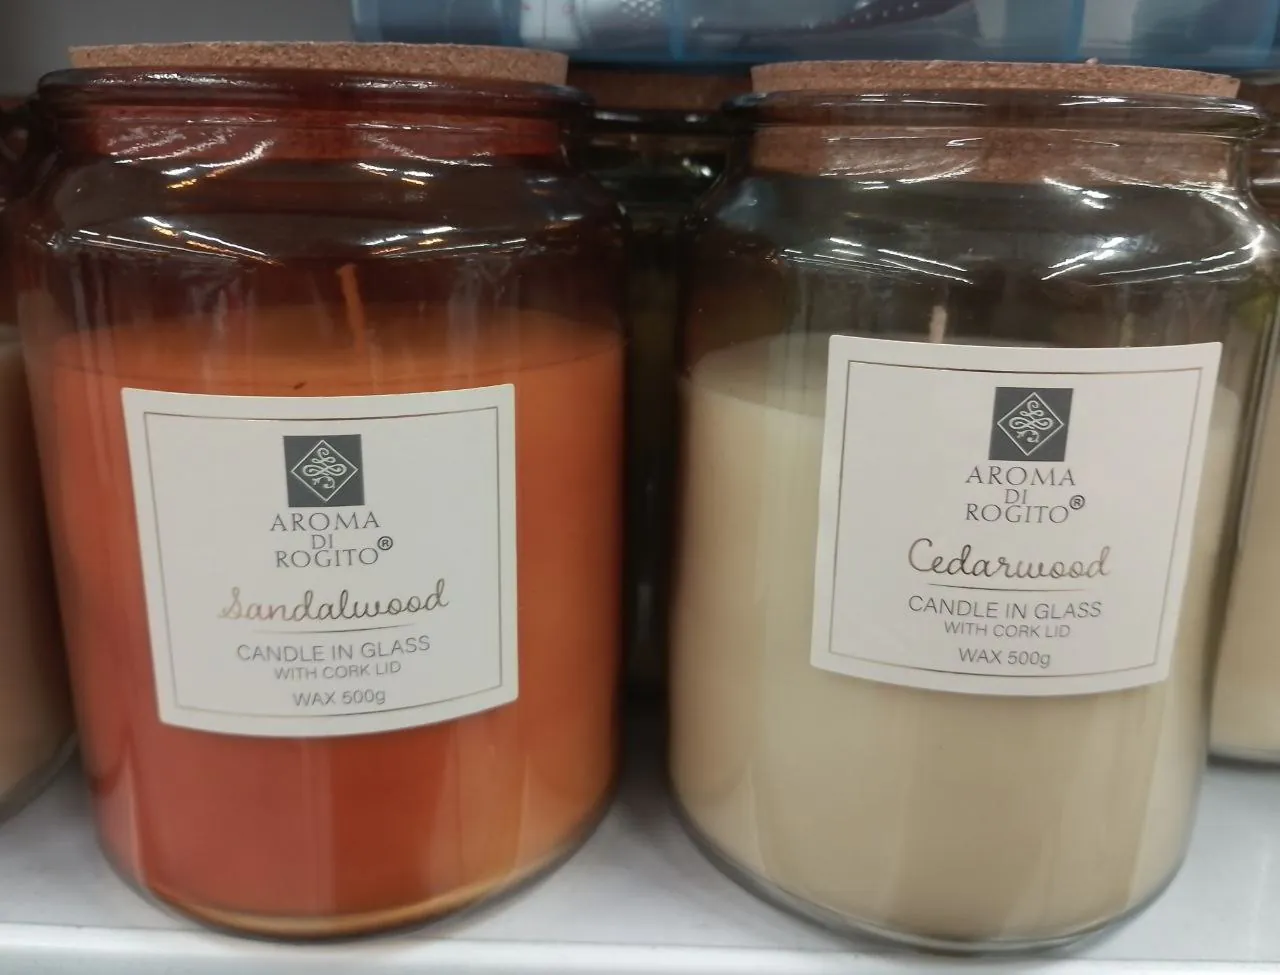 AROMA
DI
ROGITO®
Sandalwood
CANDLE IN GLASS
WITH CORK LID
WAX 500g
AROMA
DI
ROGITO®
Cedarwood
CANDLE IN GLASS
WITH CORK LID
WAX 500g